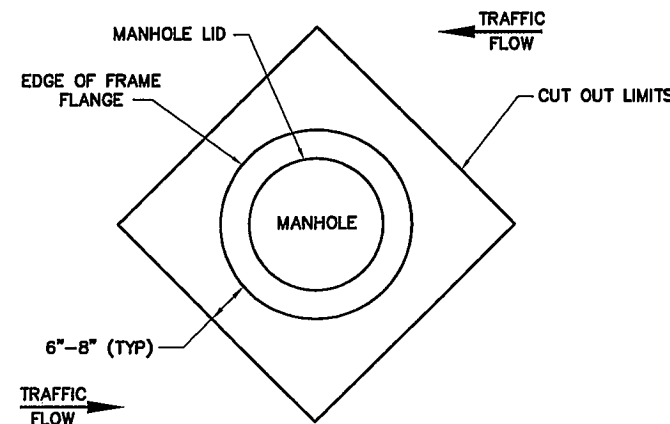 TRAFFIC
FLOW
MANHOLE LID
EDGE OF FRAME
FLANGE
CUT OUT LIMITS
MANHOLE
6"-8" (TYP)
TRAFFIC
FLOW